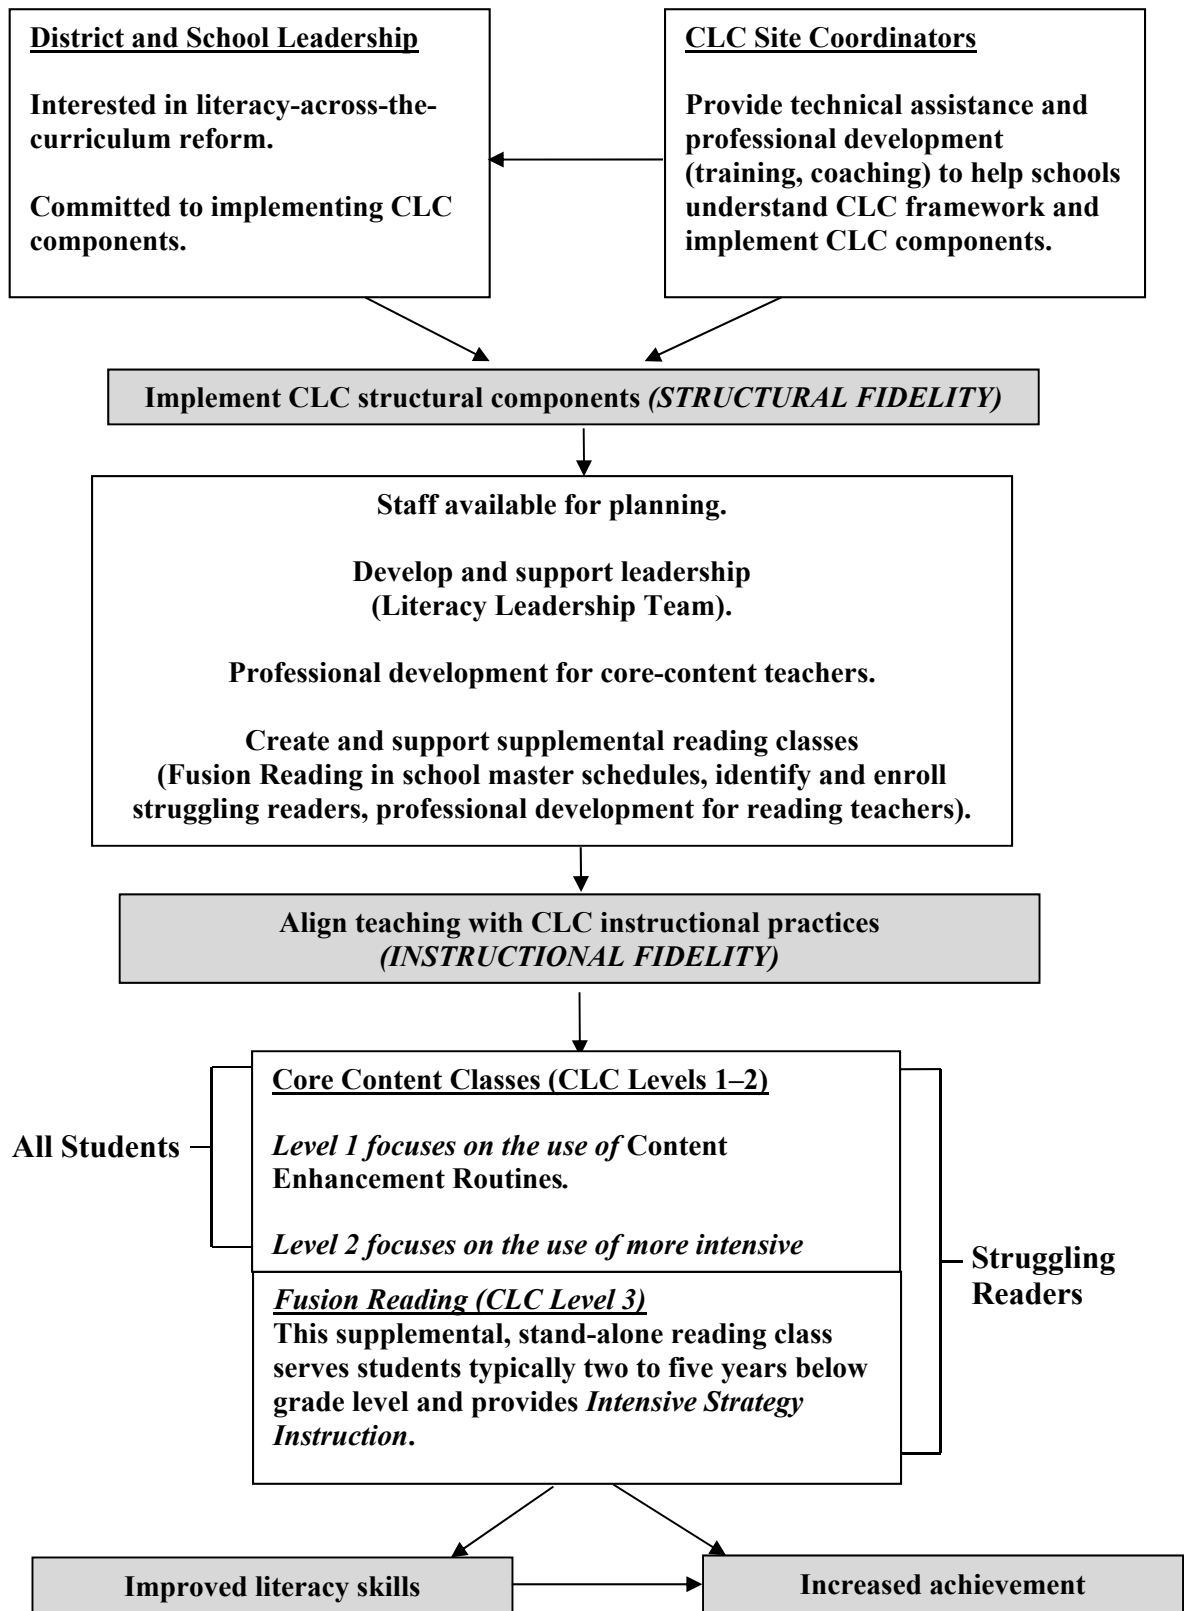 District and School Leadership
Interested in literacy-across-the-
curriculum reform.
Committed to implementing CLC
components.
CLC Site Coordinators
Provide technical assistance and
professional development
(training, coaching) to help schools
understand CLC framework and
implement CLC components.
Implement CLC structural components (STRUCTURAL FIDELITY)
Staff available for planning.
Develop and support leadership
(Literacy Leadership Team).
Professional development for core-content teachers.
Create and support supplemental reading classes
(Fusion Reading in school master schedules, identify and enroll
struggling readers, professional development for reading teachers).
Align teaching with CLC instructional practices
(INSTRUCTIONAL FIDELITY)
All Students
Core Content Classes (CLC Levels 1–2)
Level 1 focuses on the use of Content
Enhancement Routines.
Level 2 focuses on the use of more intensive
Fusion Reading (CLC Level 3)
This supplemental, stand-alone reading class
serves students typically two to five years below
grade level and provides Intensive Strategy
Instruction.
Struggling
Readers
Improved literacy skills
Increased achievement